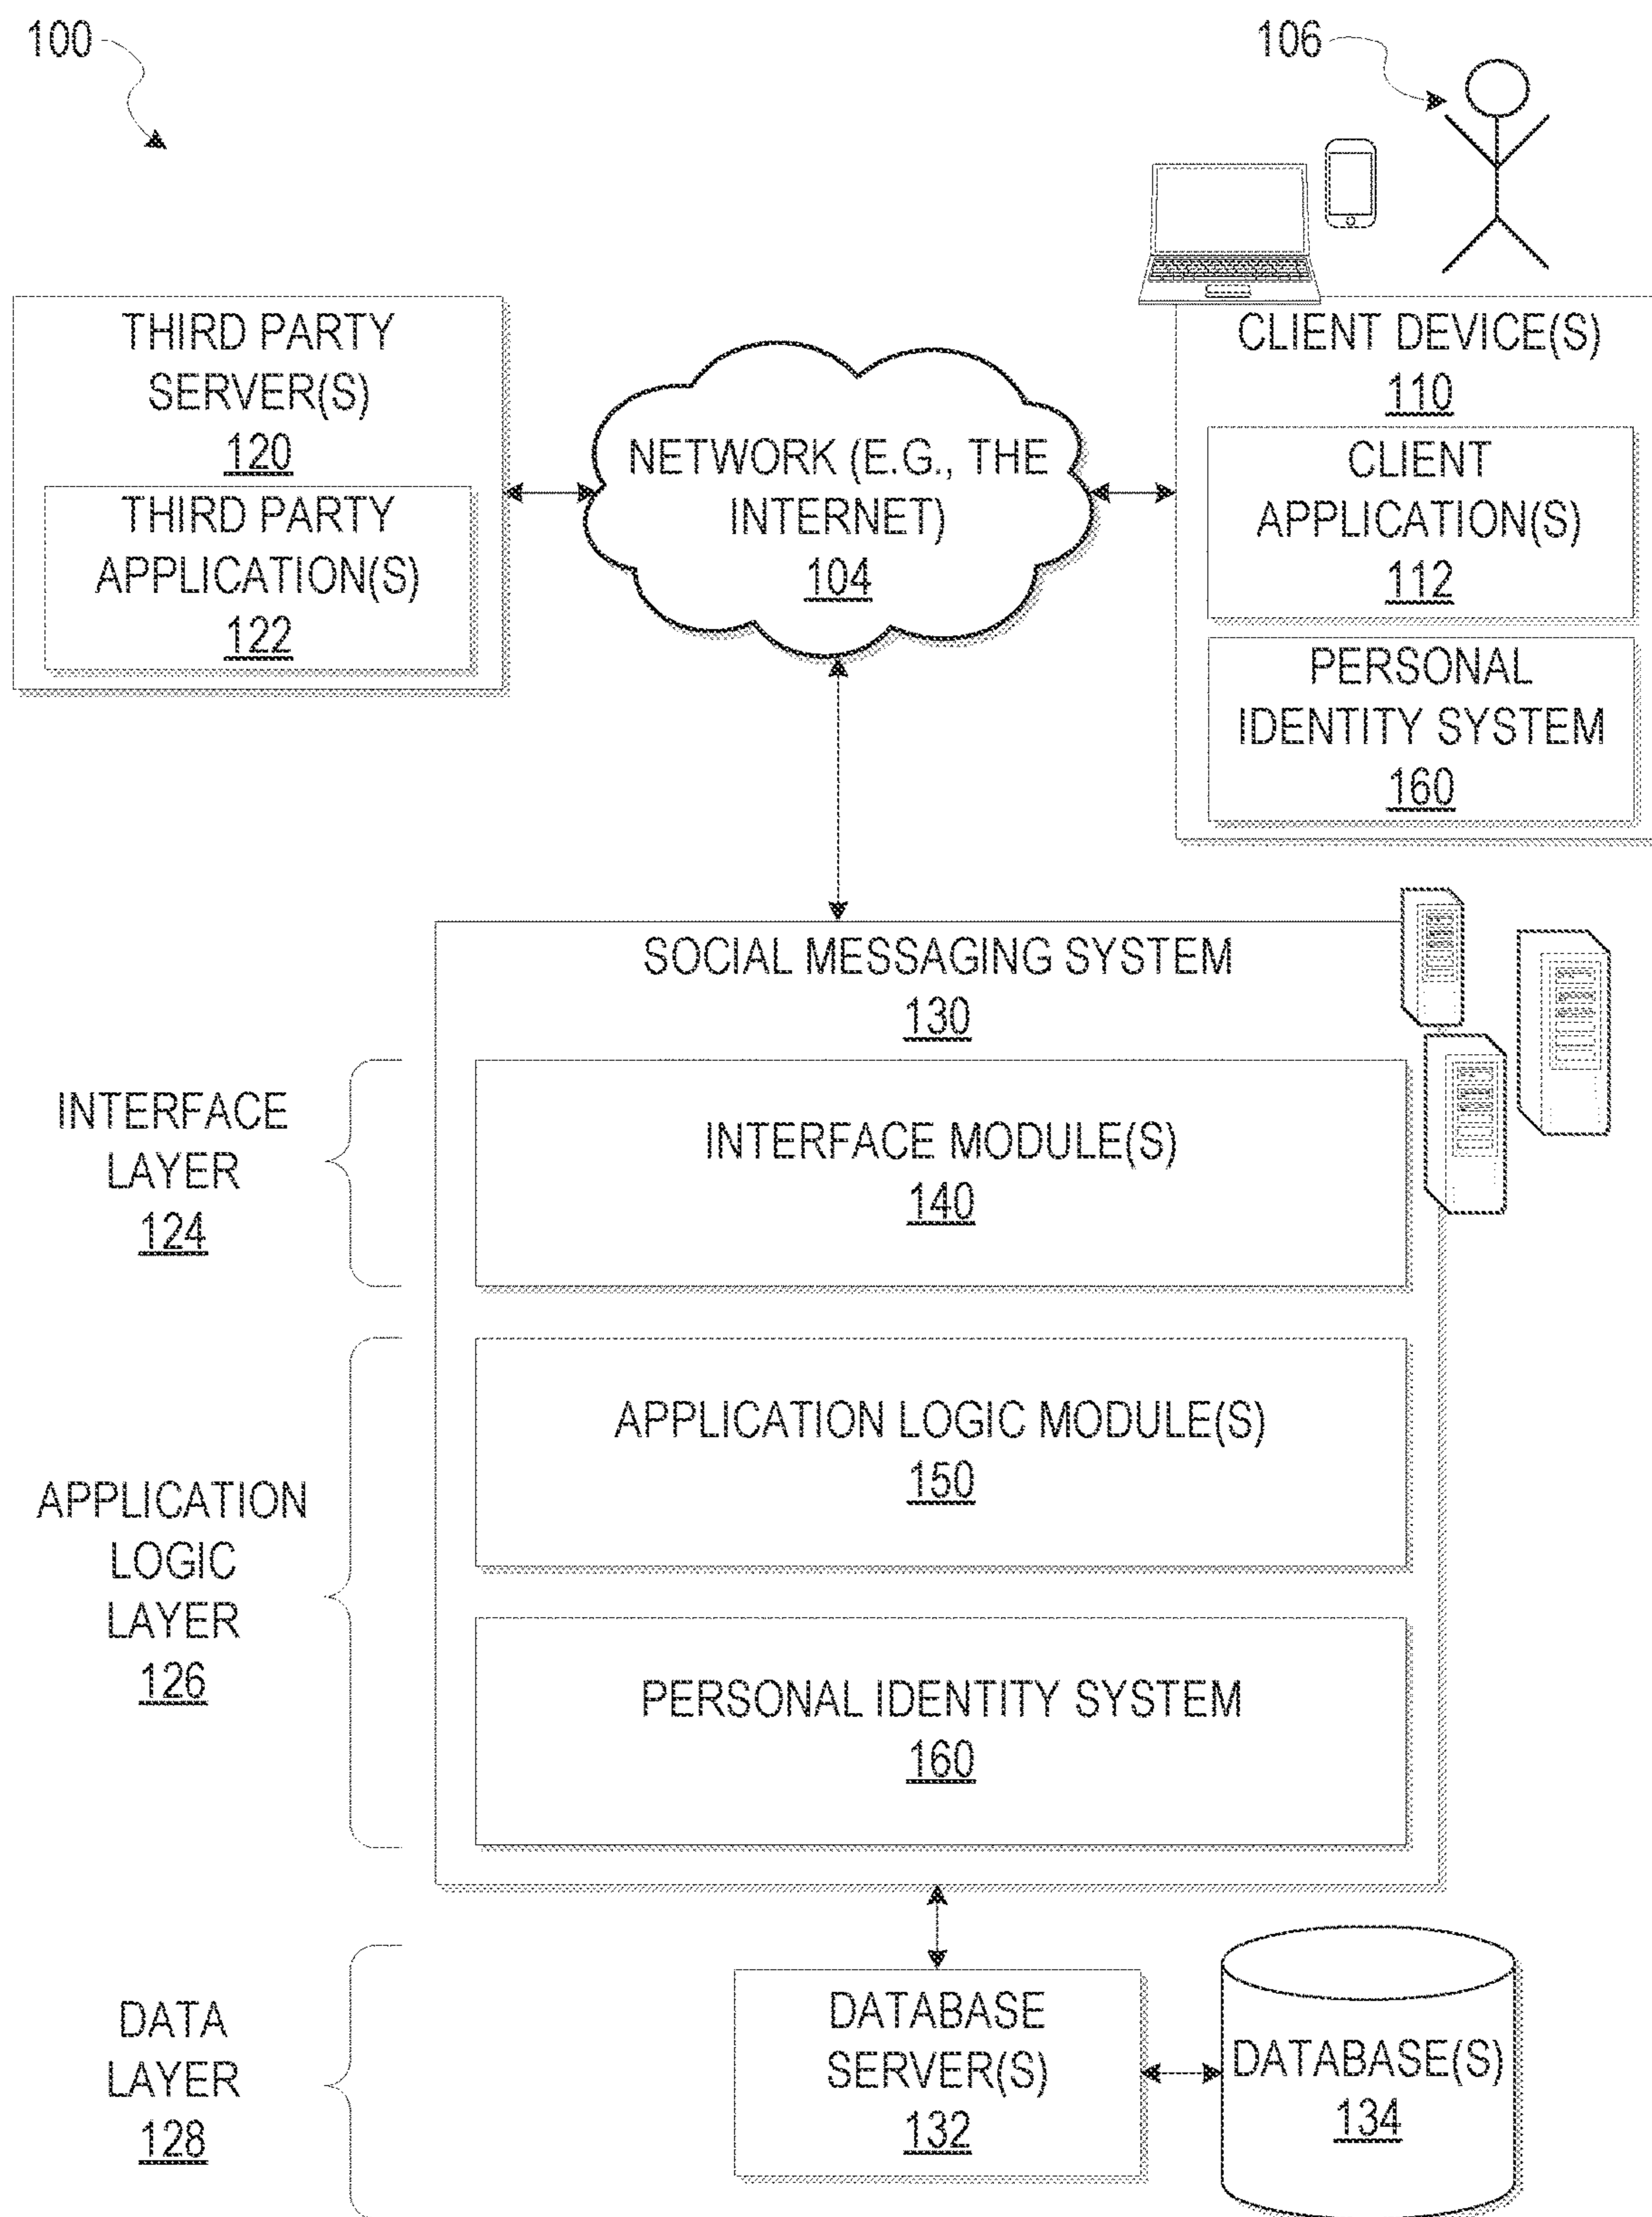 100
106
THIRD PARTY
SERVER(S)
120
THIRD PARTY
APPLICATION(S)
122
NETWORK (E.G., THE
INTERNET)
104
CLIENT DEVICE(S)
110
CLIENT
APPLICATION(S)
112
PERSONAL
IDENTITY SYSTEM
160
SOCIAL MESSAGING SYSTEM
130
INTERFACE
LAYER
124
INTERFACE MODULE(S)
140
APPLICATION
LOGIC
LAYER
126
APPLICATION LOGIC MODULE(S)
150
PERSONAL IDENTITY SYSTEM
160
DATA
LAYER
128
DATABASE
SERVER(S)
132
DATABASE(S)
134